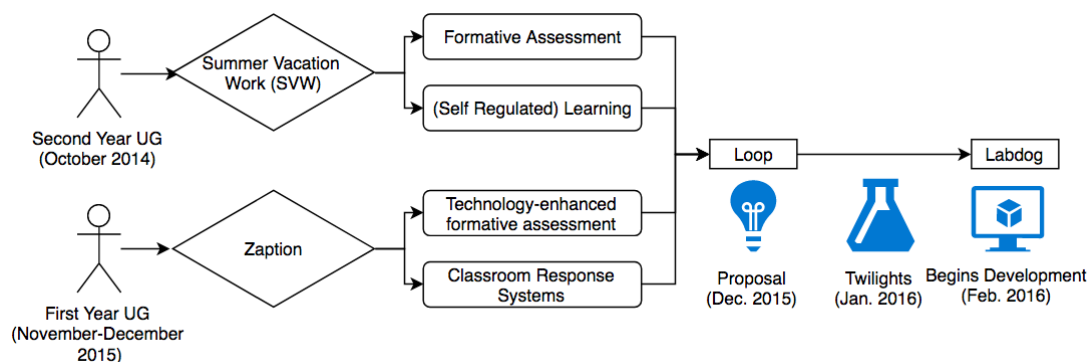 Second Year UG
(October 2014)
Summer Vacation
Work (SVW)
Formative Assessment
(Self Regulated) Learning
First Year UG
(November-December
2015)
Zaption
Technology-enhanced
formative assessment
Classroom Response
Systems
Loop
Labdog
Proposal
(Dec. 2015)
Twilights
(Jan. 2016)
Begins Development
(Feb. 2016)